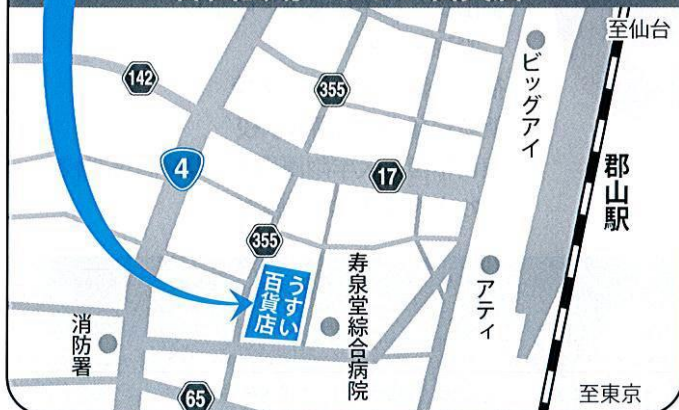 至仙台
ビッグアイ
142
355
4
17
郡山駅
355
うすい
百貨店
寿泉堂綜合病院
アティ
消防署
65
至東京